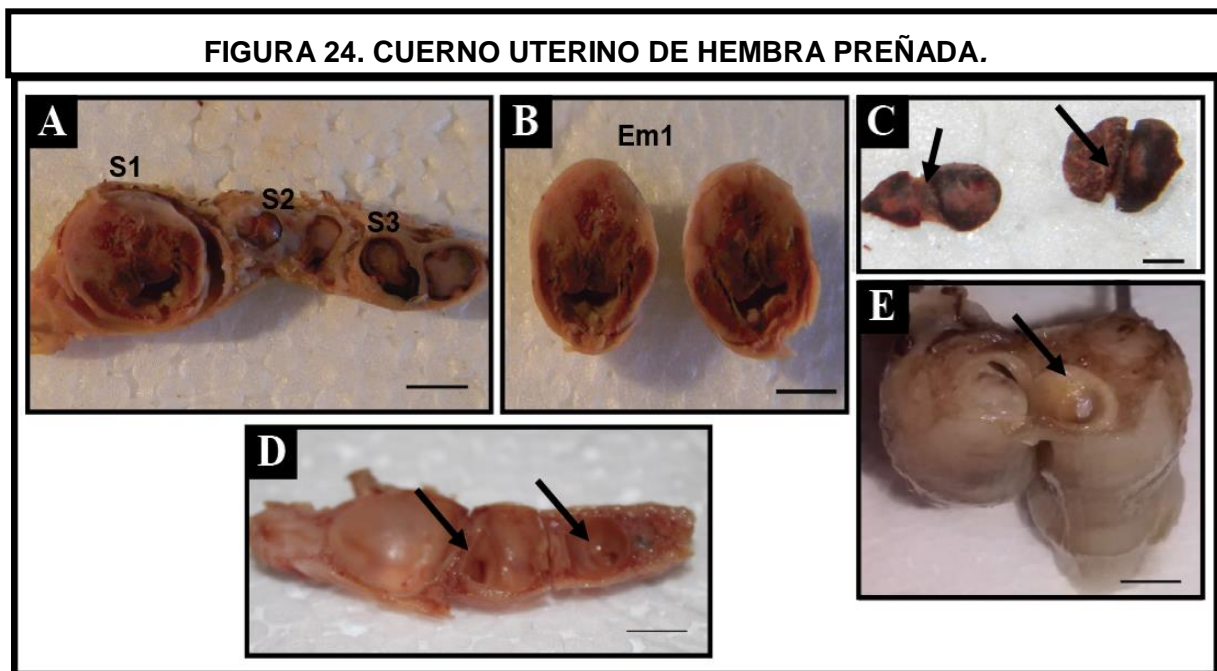 FIGURA 24. CUERNO UTERINO DE HEMBRA PREÑADA.
A
S1
S2
S3
B
Em1
C
E
D